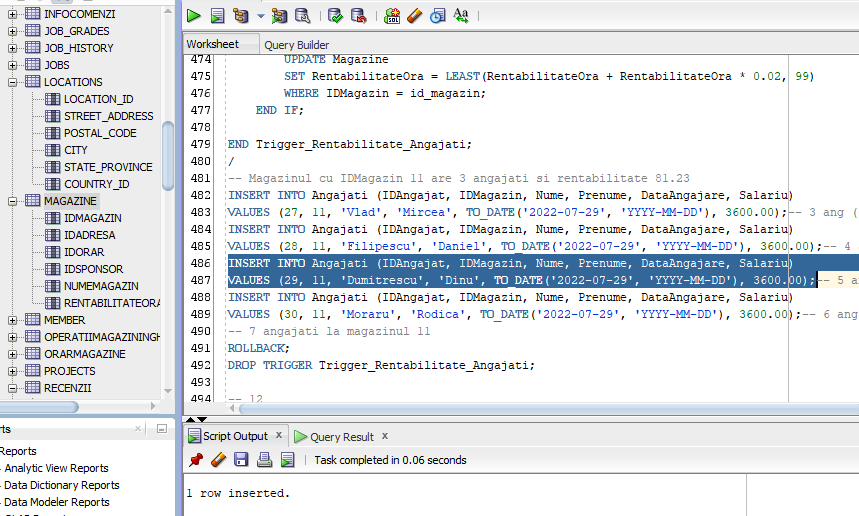 INFOCOMENZI
JOB_GRADES
JOB_HISTORY
JOBS
LOCATIONS
LOCATION_ID
STREET_ADDRESS
POSTAL_CODE
CITY
STATE_PROVINCE
COUNTRY_ID
MAGAZINE
IDMAGAZIN
IDADRESA
IDORAR
IDSPONSOR
NUMEMAGAZIN
RENTABILITATEORA
MEMBER
OPERATIIMAGAZININGH
ORARMAGAZINE
PROJECTS
RECENZII
rts
Reports
Analytic View Reports
Data Dictionary Reports
Data Modeler Reports
SQL
Aa
Worksheet Query Builder
474 UPDATE Magazine
475 SET RentabilitateOra = LEAST(RentabilitateOra + RentabilitateOra * 0.02, 99)
476 WHERE IDMagazin = id_magazin;
477 END IF;
478
479 END Trigger_Rentabilitate_Angajati;
480 /
481 -- Magazinul cu IDMagazin 11 are 3 angajati si rentabilitate 81.23
482 INSERT INTO Angajati (IDAngajat, IDMagazin, Nume, Prenume, DataAngajare, Salariu)
483 VALUES (27, 11, 'Vlad', 'Mircea', TO_DATE('2022-07-29', 'YYYY-MM-DD'), 3600.00);-- 3 ang (
484 INSERT INTO Angajati (IDAngajat, IDMagazin, Nume, Prenume, DataAngajare, Salariu)
485 VALUES (28, 11, 'Filipescu', 'Daniel', TO_DATE('2022-07-29', 'YYYY-MM-DD'), 3600.00);-- 4
486 INSERT INTO Angajati (IDAngajat, IDMagazin, Nume, Prenume, DataAngajare, Salariu)
487 VALUES (29, 11, 'Dumitrescu', 'Dinu', TO_DATE('2022-07-29', 'YYYY-MM-DD'), 3600.00);-- 5 a
488 INSERT INTO Angajati (IDAngajat, IDMagazin, Nume, Prenume, DataAngajare, Salariu)
489 VALUES (30, 11, 'Moraru', 'Rodica', TO_DATE('2022-07-29', 'YYYY-MM-DD'), 3600.00);-- 6 ang
490 -- 7 angajati la magazinul 11
491 ROLLBACK;
492 DROP TRIGGER Trigger_Rentabilitate_Angajati;
493
494 -- 12
Script Output x Query Result x
Task completed in 0.06 seconds
1 row inserted.